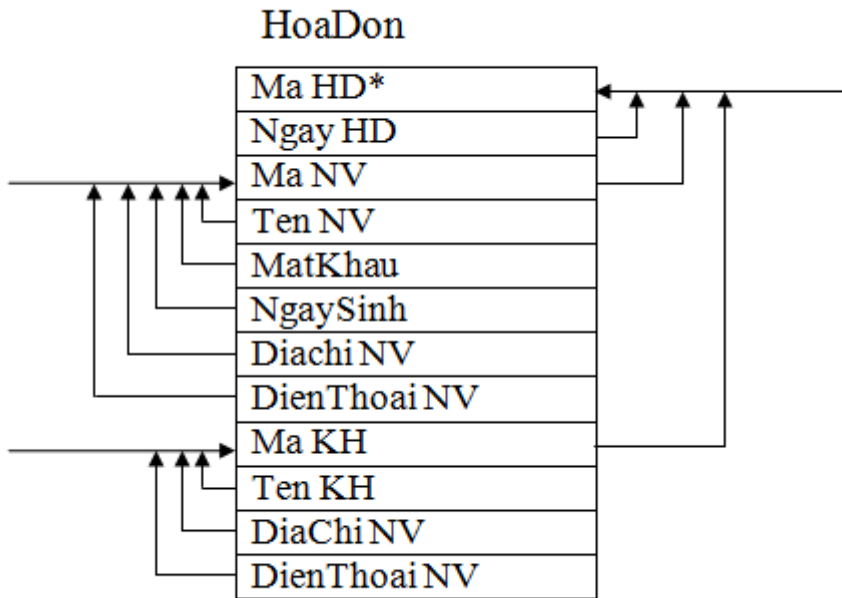 HoaDon
Ma HD*
Ngay HD
Ma NV
Ten NV
MatKhau
NgaySinh
Diachi NV
DienThoai NV
Ma KH
Ten KH
DiaChi NV
DienThoai NV